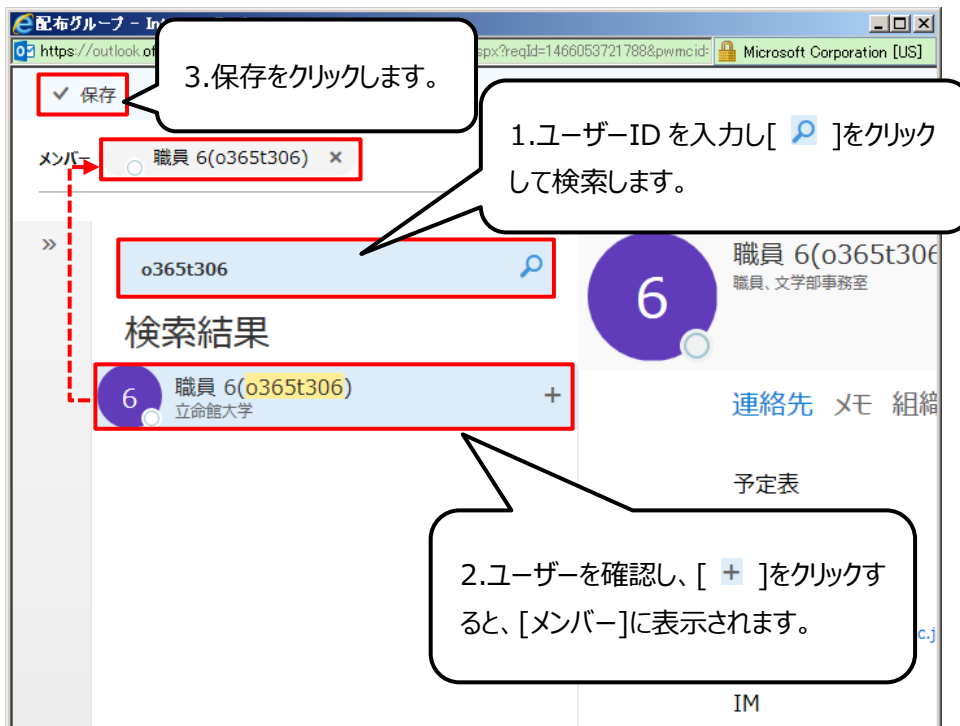 配布グループ - In
https://outlook.of
spx?reqId=1466053721788&pwmcid=
Microsoft Corporation [US]
3.保存をクリックします。
保存
1.ユーザーID を入力し[ ]をクリック
して検索します。
メンバー
職員 6(o365t306) ×
»
o365t306
6
職員 6(o365t306
職員、文学部事務室
検索結果
6
職員 6(o365t306)
立命館大学
+
連絡先 メモ 組織
予定表
2.ユーザーを確認し、[ + ]をクリックす
ると、[メンバー]に表示されます。
c.j
IM